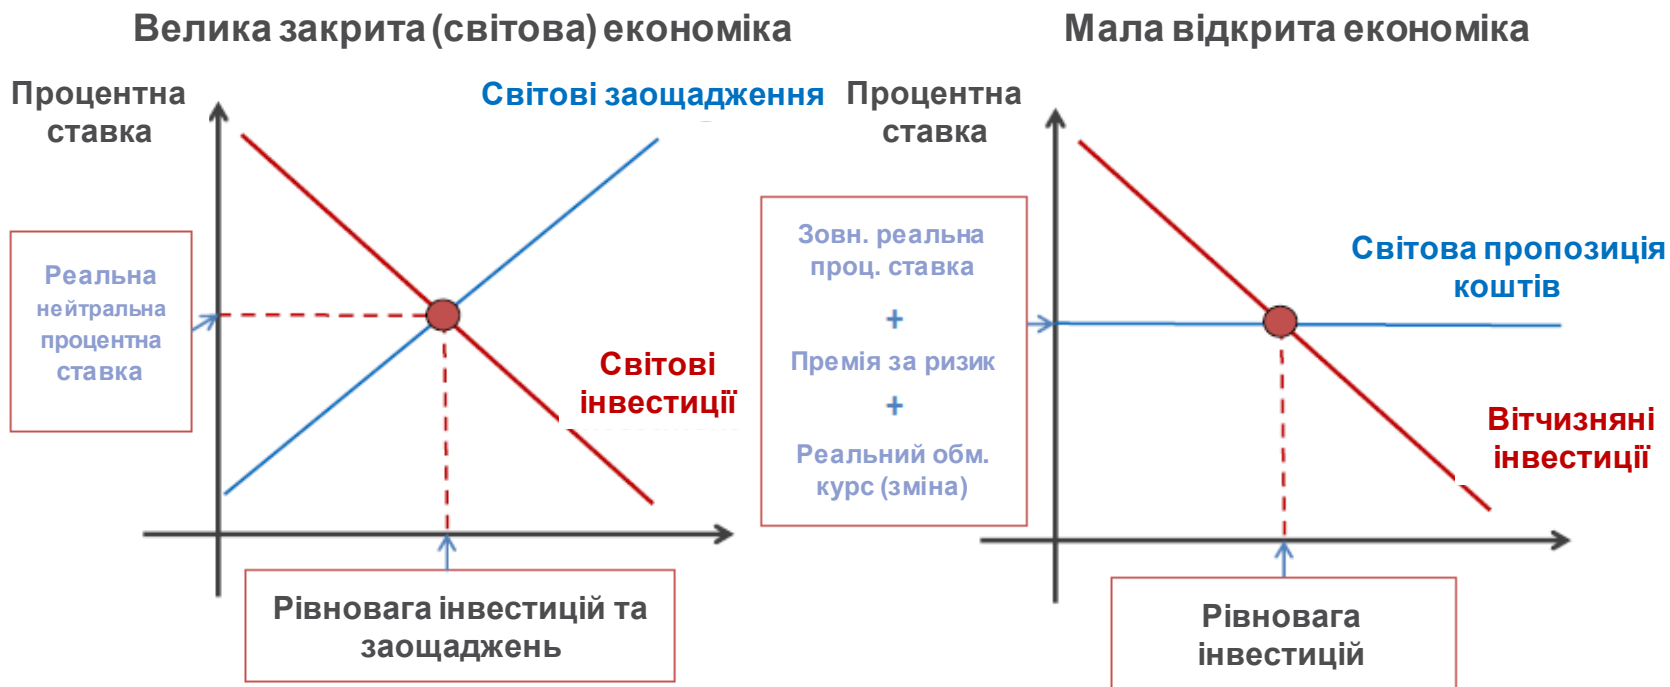 Велика закрита (світова) економіка
Процентна
ставка
Світові заощадження
Реальна
нейтральна
процентна
ставка
Світові
інвестиції
Рівновага інвестицій та
заощаджень
Мала відкрита економіка
Процентна
ставка
Зовн. реальна
проц. ставка
+
Премія за ризик
+
Реальний обм.
курс (зміна)
Світова пропозиція
коштів
Вітчизняні
інвестиції
Рівновага
інвестицій